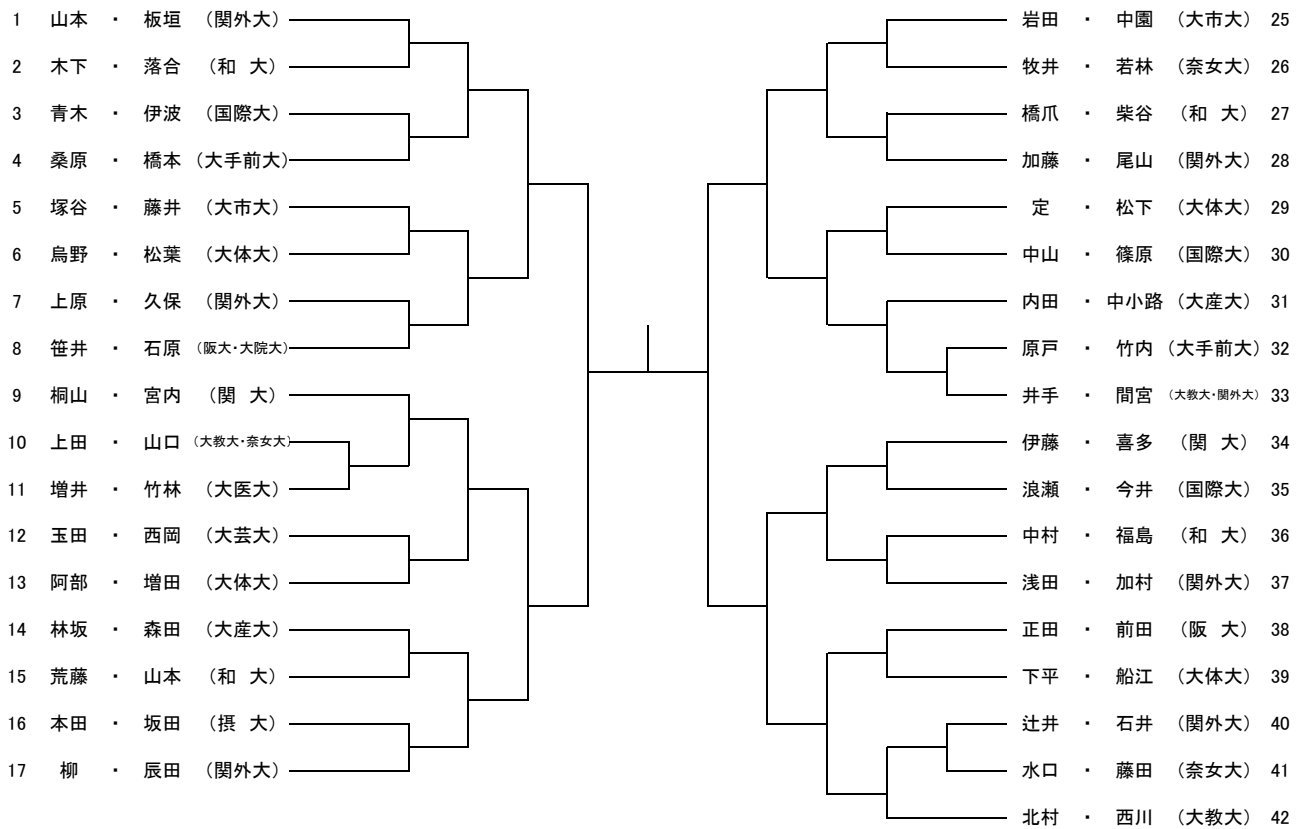 1 山本 ・ 板垣 （関外大）
2 木下 ・ 落合 （和 大）
3 青木 ・ 伊波 （国際大）
4 桑原 ・ 橋本 （大手前大）
5 塚谷 ・ 藤井 （大市大）
6 烏野 ・ 松葉 （大体大）
7 上原 ・ 久保 （関外大）
8 笹井 ・ 石原 （阪大・大院大）
9 桐山 ・ 宮内 （関 大）
10 上田 ・ 山口 （大教大・奈女大）
11 増井 ・ 竹林 （大医大）
12 玉田 ・ 西岡 （大芸大）
13 阿部 ・ 増田 （大体大）
14 林坂 ・ 森田 （大産大）
15 荒藤 ・ 山本 （和 大）
16 本田 ・ 坂田 （摂 大）
17 柳 ・ 辰田 （関外大）
岩田 ・ 中園 （大市大） 25
牧井 ・ 若林 （奈女大） 26
橋爪 ・ 柴谷 （和 大） 27
加藤 ・ 尾山 （関外大） 28
定 ・ 松下 （大体大） 29
中山 ・ 篠原 （国際大） 30
内田 ・ 中小路 （大産大） 31
原戸 ・ 竹内 （大手前大） 32
井手 ・ 間宮 （大教大・関外大） 33
伊藤 ・ 喜多 （関 大） 34
浪瀬 ・ 今井 （国際大） 35
中村 ・ 福島 （和 大） 36
浅田 ・ 加村 （関外大） 37
正田 ・ 前田 （阪 大） 38
下平 ・ 船江 （大体大） 39
辻井 ・ 石井 （関外大） 40
水口 ・ 藤田 （奈女大） 41
北村 ・ 西川 （大教大） 42